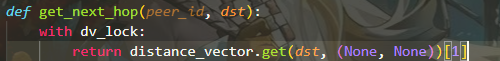 def get_next_hop(peer_id, dst):
    with dv_lock:
        return distance_vector.get(dst, (None, None))[1]